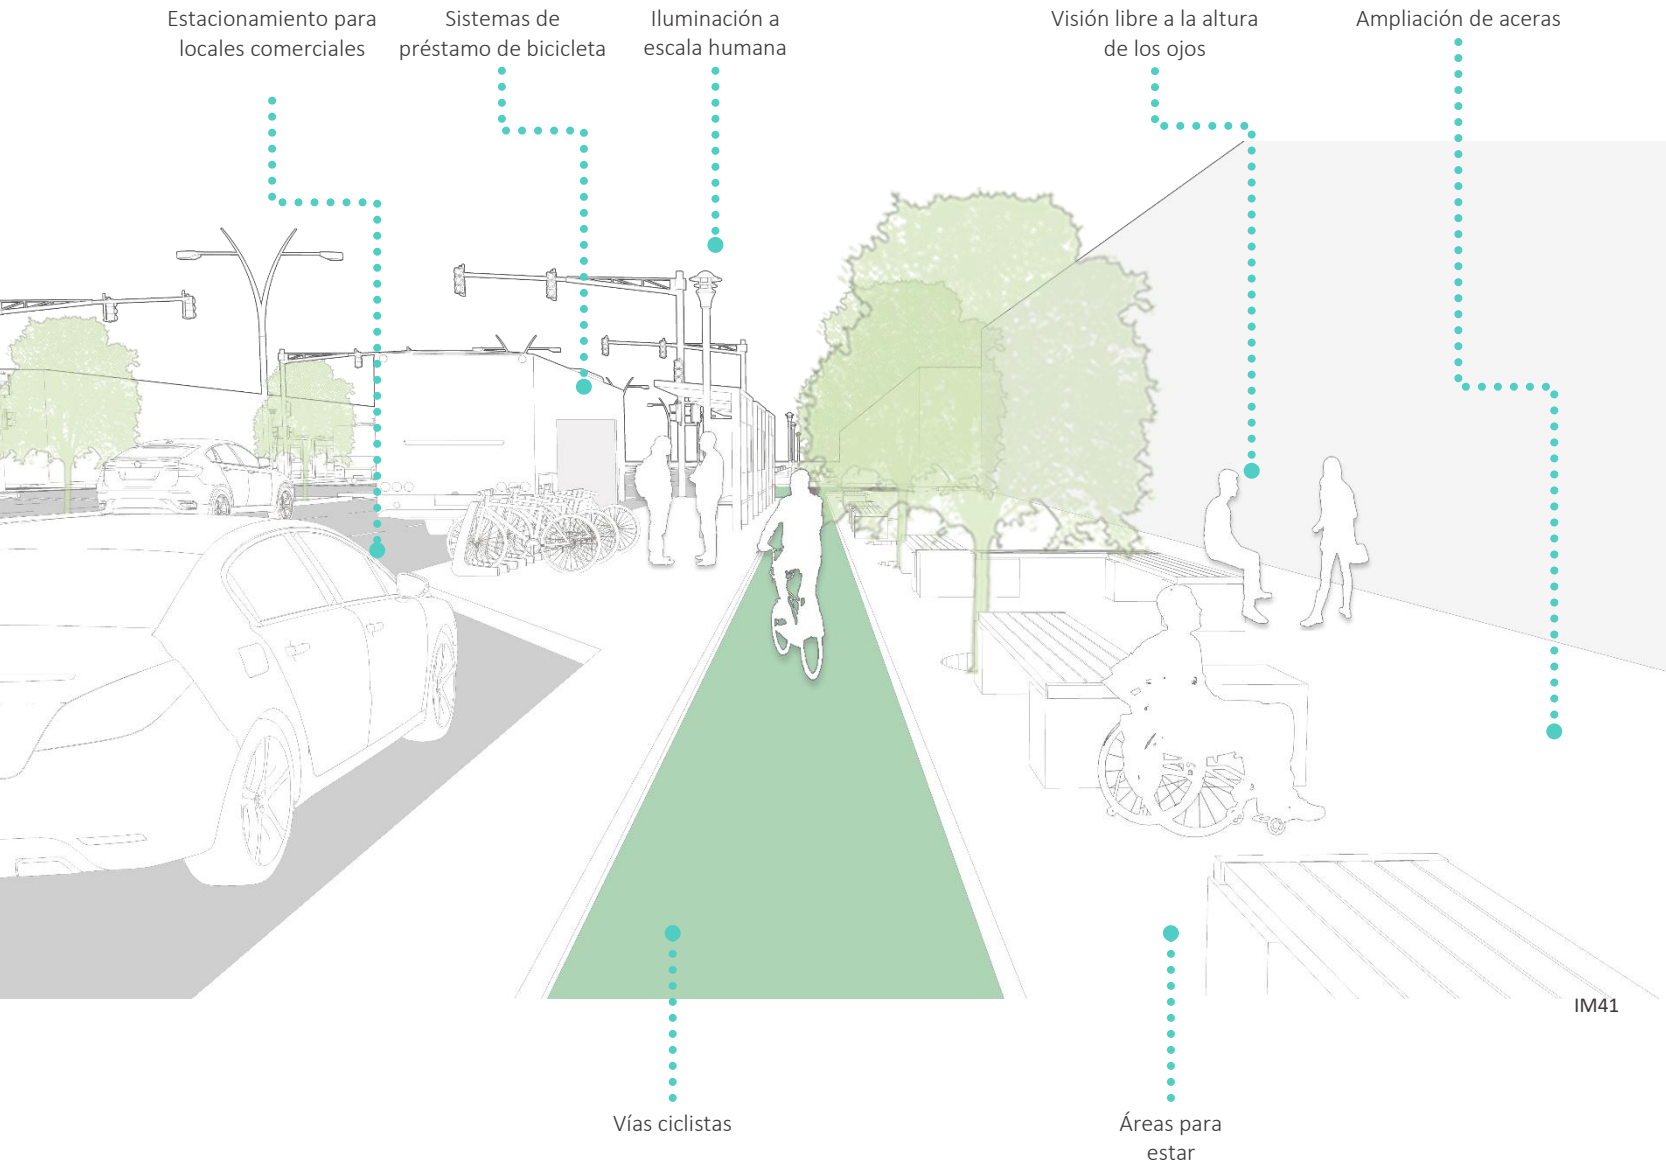 Estacionamiento para
locales comerciales
Sistemas de
préstamo de bicicleta
Iluminación a
escala humana
Visión libre a la altura
de los ojos
Ampliación de aceras
IM41
Vías ciclistas
Áreas para
estar